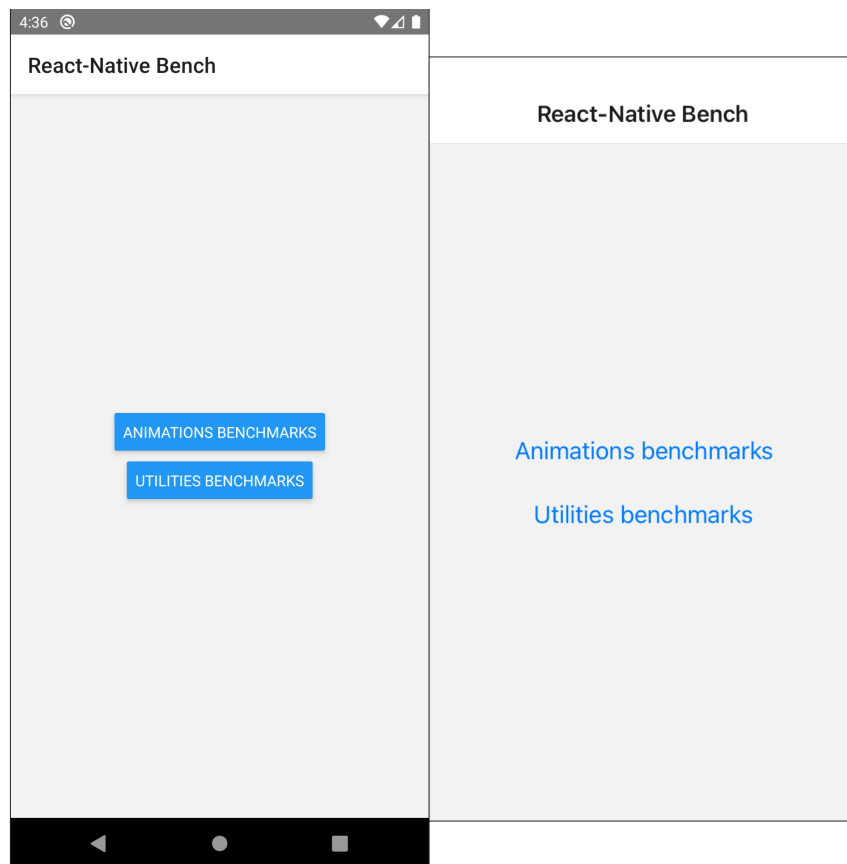 4:36
React-Native Bench
ANIMATIONS BENCHMARKS
UTILITIES BENCHMARKS
React-Native Bench
Animations benchmarks
Utilities benchmarks